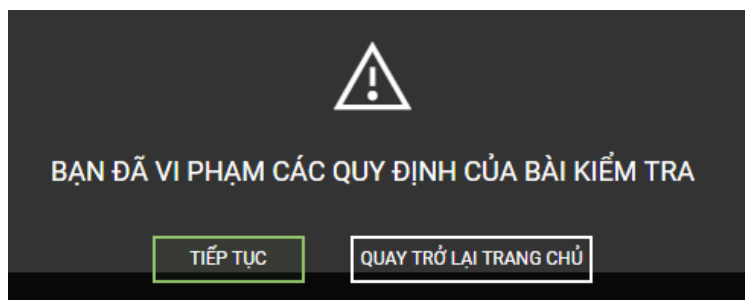 BẠN ĐÃ VI PHẠM CÁC QUY ĐỊNH CỦA BÀI KIỂM TRA
TIẾP TỤC
QUAY TRỞ LẠI TRANG CHỦ